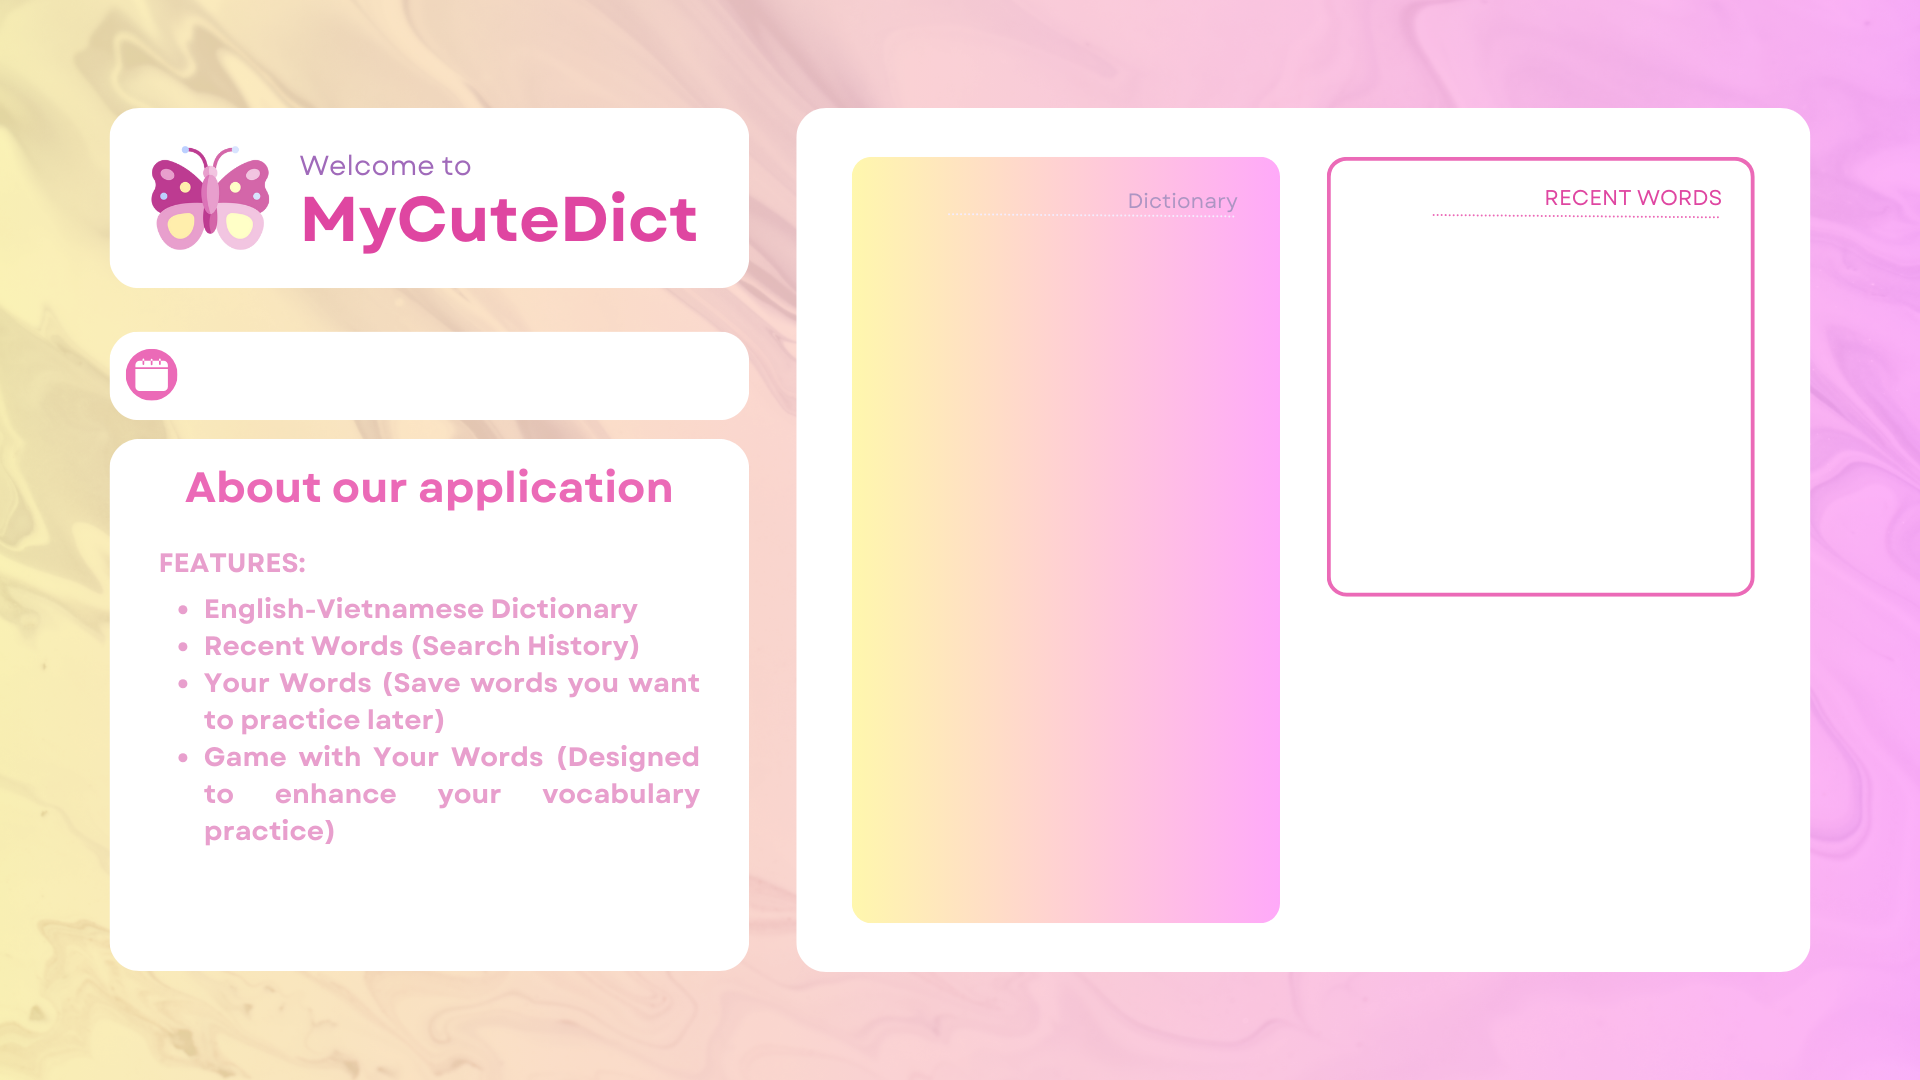 Welcome to
MyCuteDict
About our application
FEATURES:
• English-Vietnamese Dictionary
• Recent Words (Search History)
• Your Words (Save words you want
to practice later)
• Game with Your Words (Designed
to enhance your vocabulary
practice)
Dictionary
RECENT WORDS